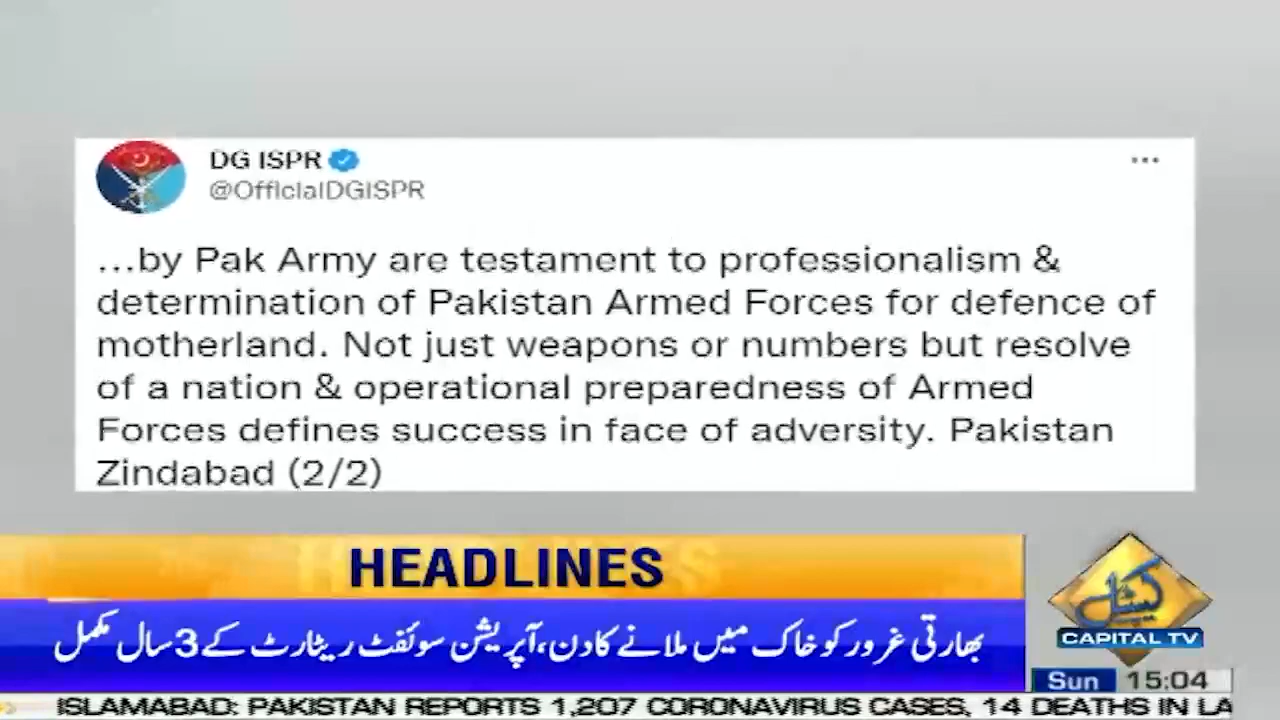 DG ISPR
@OfficialDGISPR
...by Pak Army are testament to professionalism &
determination of Pakistan Armed Forces for defence of
motherland. Not just weapons or numbers but resolve
of a nation & operational preparedness of Armed
Forces defines success in face of adversity. Pakistan
Zindabad (2/2)
HEADLINES
بھارتی غرور کو خاک میں ملانے کا دن، آپریشن سوئفٹ ریٹارٹ کے 3 سال مکمل
کیپیٹل
CAPITAL TV
Sun 15:04
ISLAMABAD: PAKISTAN REPORTS 1,207 CORONAVIRUS CASES, 14 DEATHS IN LA